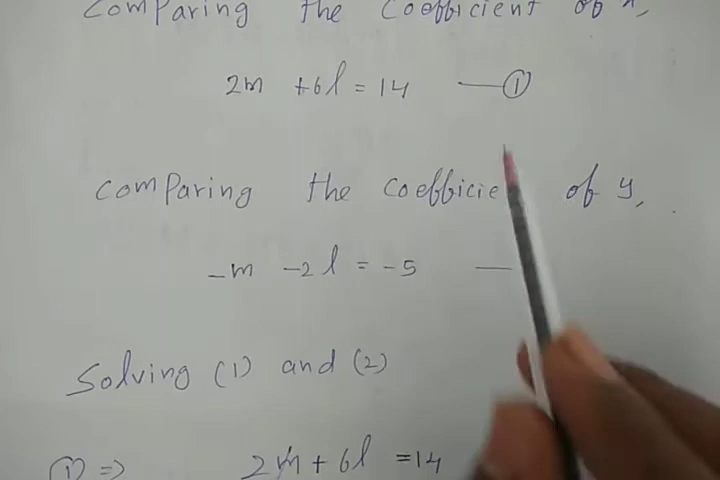 Comparing the Coefficient of x,
2m +6l = 14 —①
Comparing the of y,
-m -2l = -5 —
Solving (1) and (2)
① => 2m + 6l = 14